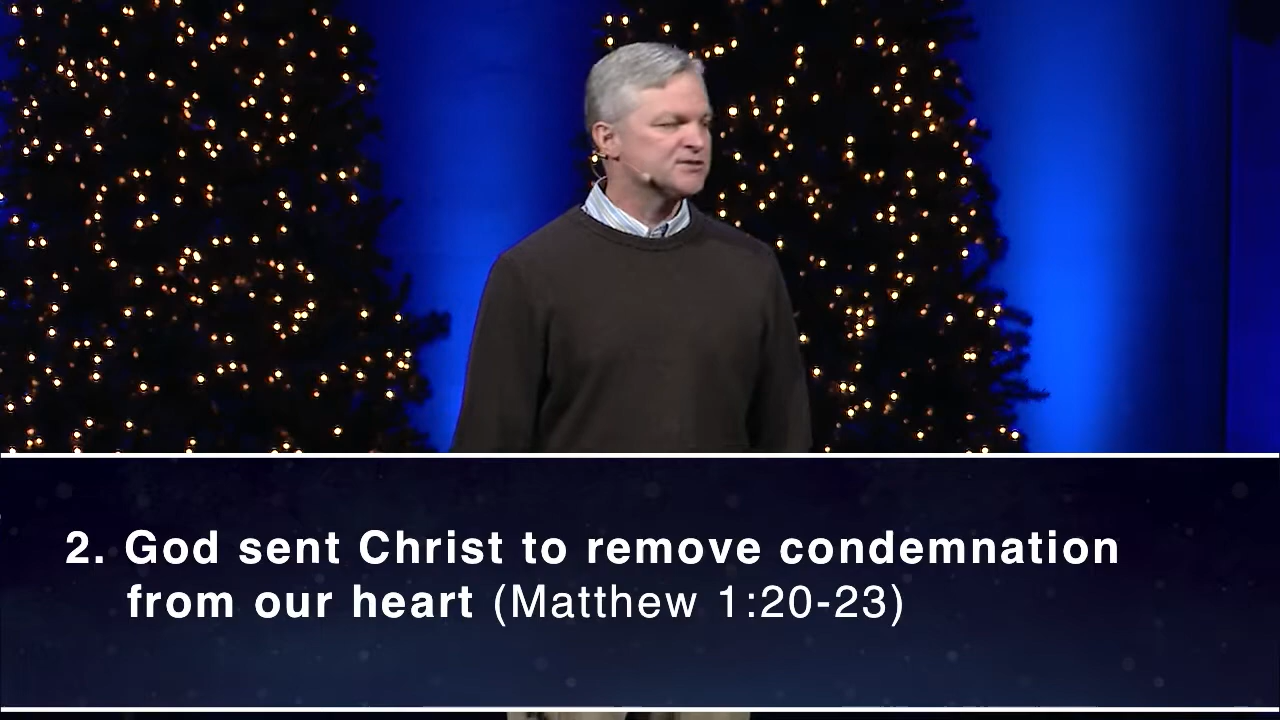 2. God sent Christ to remove condemnation
from our heart (Matthew 1:20-23)